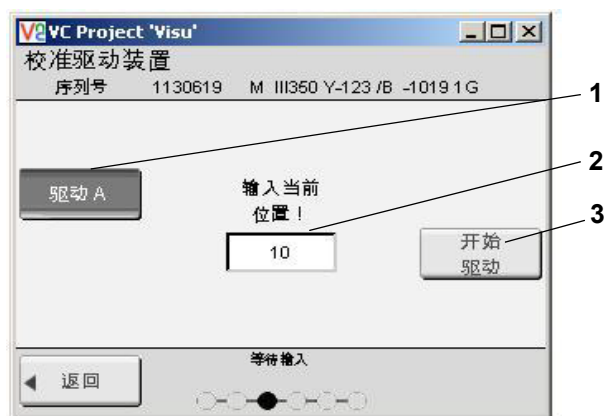 VC Project 'Visu'
校准驱动装置
序列号 1130619 M III350 Y-123 /B -1019 1 G
1
2
驱动 A
输入当前
位置！
3
10
开始
驱动
等待输入
返回